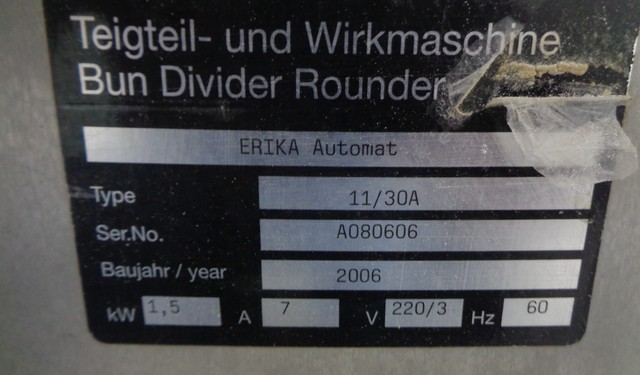 Teigteil- und Wirkmaschine
Bun Divider Rounder
ERIKA Automat
Type 11/30A
Ser.No. A080606
Baujahr / year 2006
kW 1,5 A 7 V 220/3 Hz 60